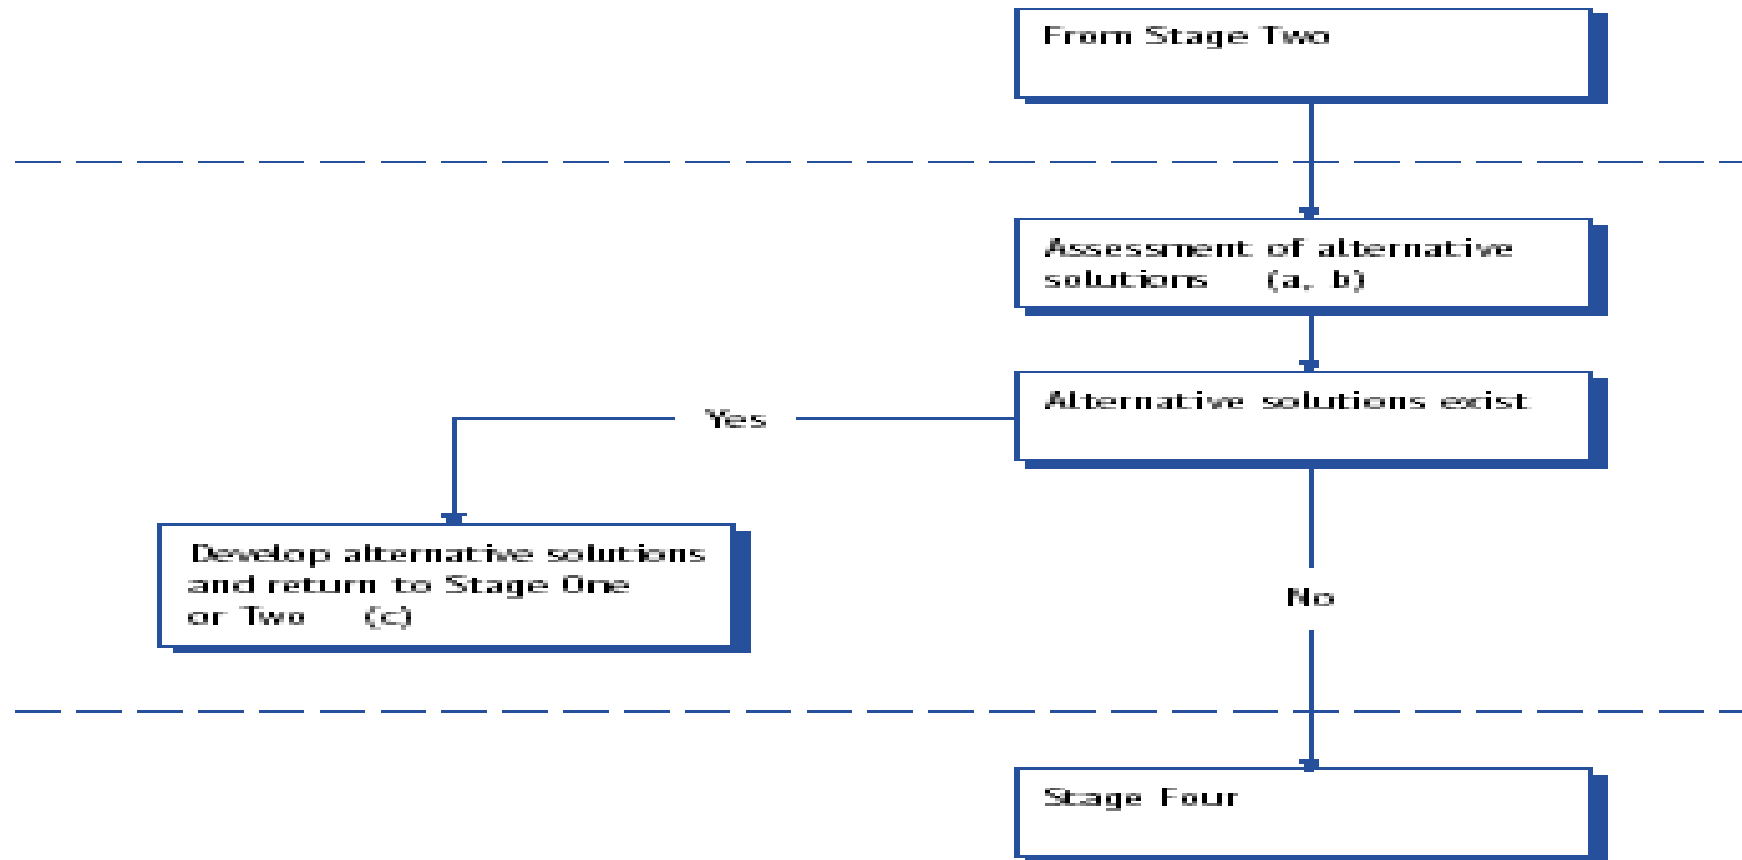 From Stage Two
Assessment of alternative
solutions (a, b)
Alternative solutions exist
Yes
Develop alternative solutions
and return to Stage One
or Two (c)
No
Stage Four